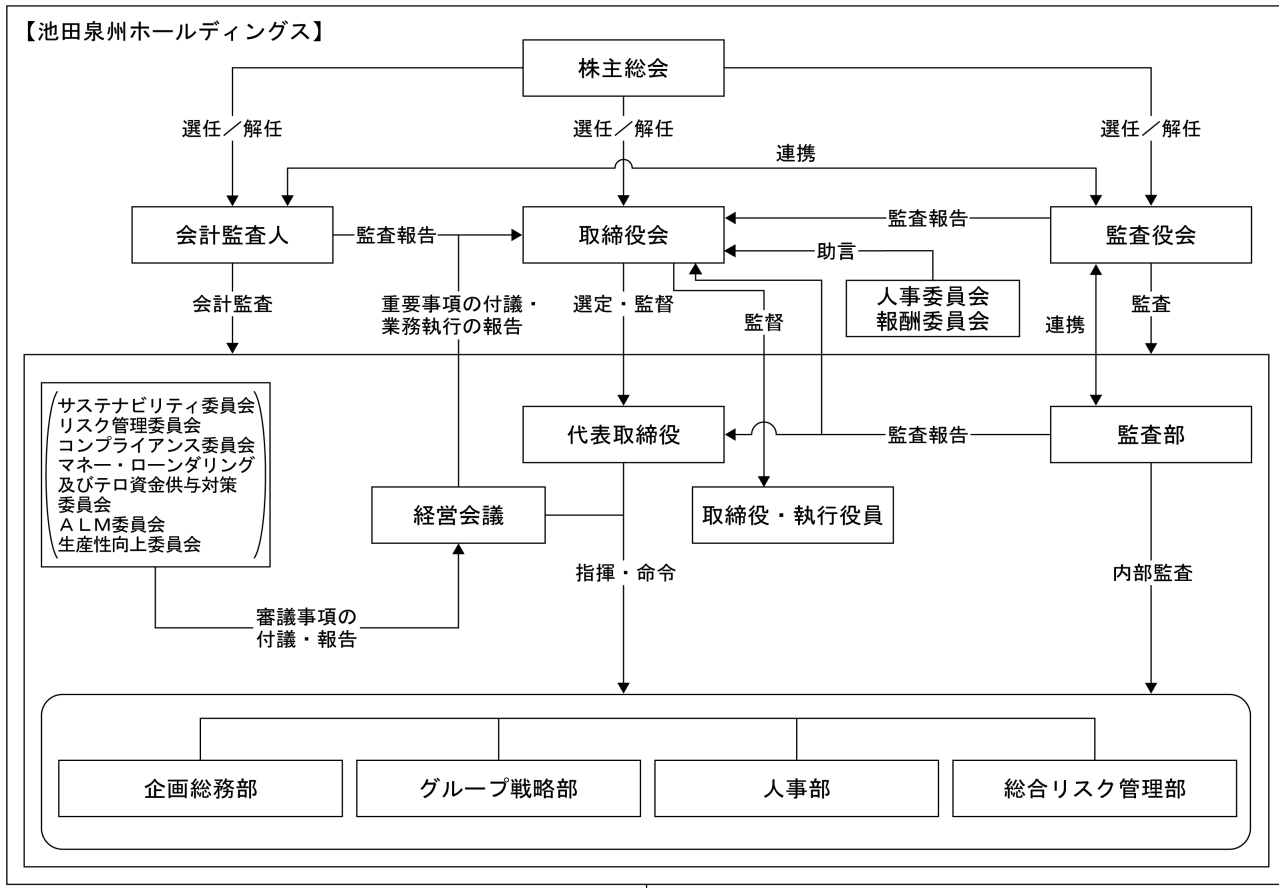 【池田泉州ホールディングス】
株主総会
選任／解任
選任／解任
選任／解任
連携
会計監査人
監査報告
取締役会
監査報告
監査役会
助言
人事委員会
報酬委員会
会計監査
重要事項の付議・
業務執行の報告
選定・監督
監督
連携
監査
サステナビリティ委員会
リスク管理委員会
コンプライアンス委員会
マネー・ローンダリング
及びテロ資金供与対策
委員会
ＡＬＭ委員会
生産性向上委員会
代表取締役
監査報告
監査部
経営会議
取締役・執行役員
指揮・命令
内部監査
審議事項の
付議・報告
企画総務部
グループ戦略部
人事部
総合リスク管理部